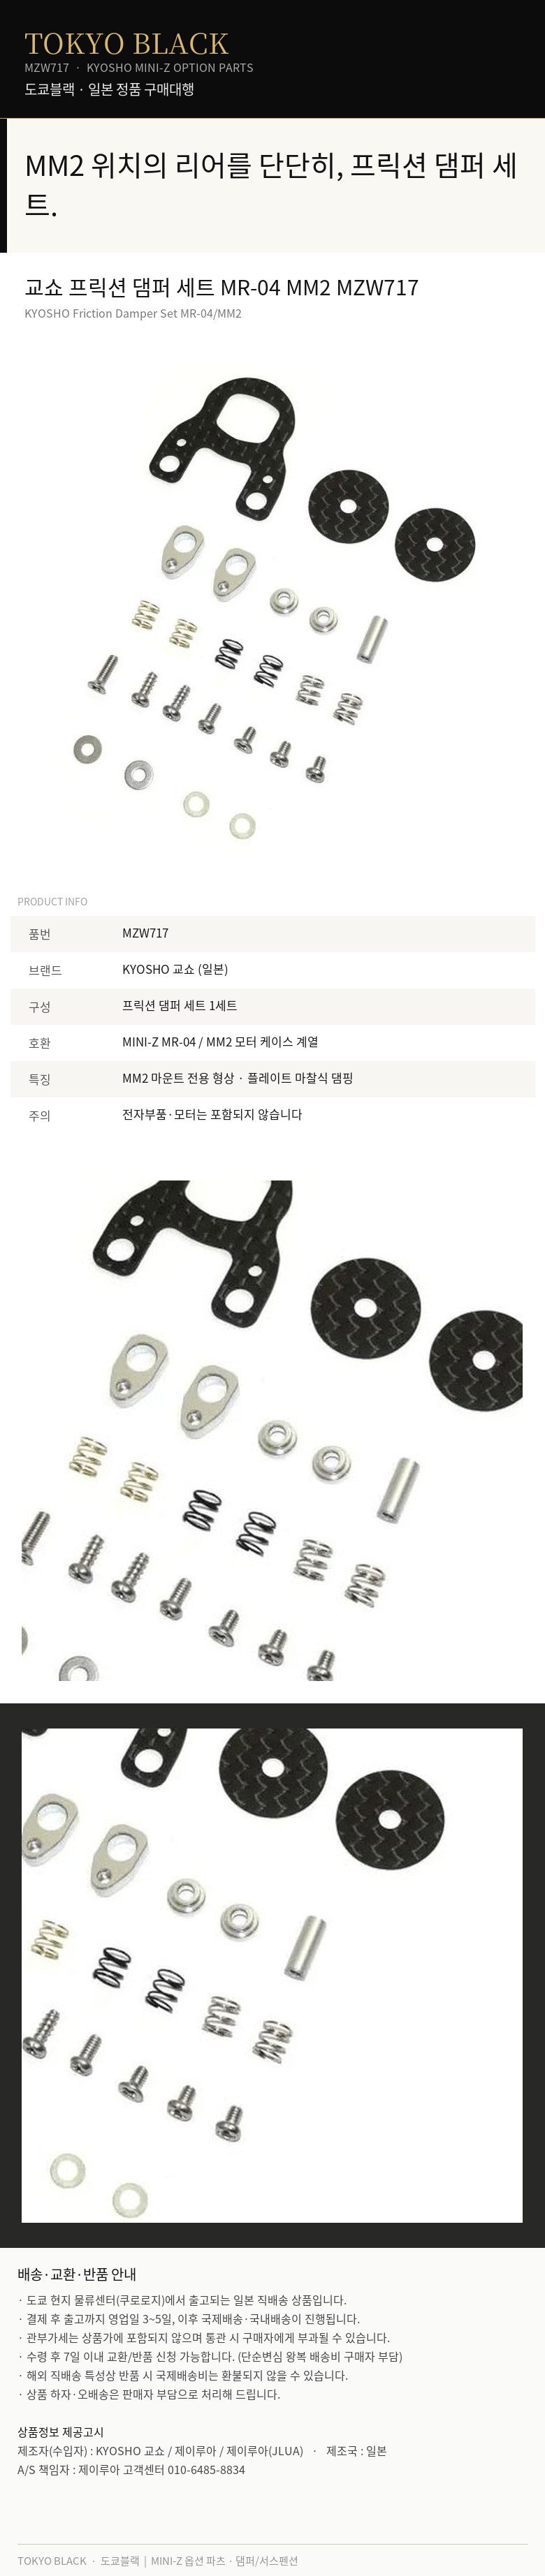 TOKYO BLACK
MZW717 · KYOSHO MINI-Z OPTION PARTS
도쿄블랙 · 일본 정품 구매대행
MM2 위치의 리어를 단단히, 프릭션 댐퍼 세
트.
교쇼 프릭션 댐퍼 세트 MR-04 MM2 MZW717
KYOSHO Friction Damper Set MR-04/MM2
PRODUCT INFO
품번 MZW717
브랜드 KYOSHO 교쇼 (일본)
구성 프릭션 댐퍼 세트 1세트
호환 MINI-Z MR-04 / MM2 모터 케이스 계열
특징 MM2 마운트 전용 형상 · 플레이트 마찰식 댐핑
주의 전자부품·모터는 포함되지 않습니다
배송·교환·반품 안내
· 도쿄 현지 물류센터(쿠로로지)에서 출고되는 일본 직배송 상품입니다.
· 결제 후 출고까지 영업일 3~5일, 이후 국제배송·국내배송이 진행됩니다.
· 관부가세는 상품가에 포함되지 않으며 통관 시 구매자에게 부과될 수 있습니다.
· 수령 후 7일 이내 교환/반품 신청 가능합니다. (단순변심 왕복 배송비 구매자 부담)
· 해외 직배송 특성상 반품 시 국제배송비는 환불되지 않을 수 있습니다.
· 상품 하자·오배송은 판매자 부담으로 처리해 드립니다.
상품정보 제공고시
제조자(수입자) : KYOSHO 교쇼 / 제이루아 / 제이루아(JLUA) · 제조국 : 일본
A/S 책임자 : 제이루아 고객센터 010-6485-8834
TOKYO BLACK · 도쿄블랙 | MINI-Z 옵션 파츠 · 댐퍼/서스펜션